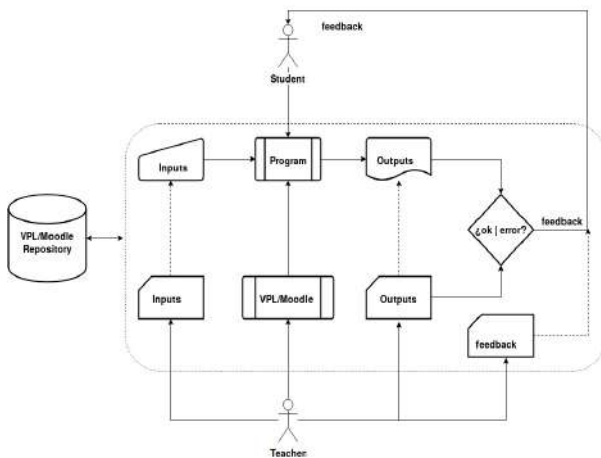 feedback
Student
Inputs
Program
Outputs
¿ok | error?
feedback
VPL/Moodle
Repository
Inputs
VPL/Moodle
Outputs
feedback
Teacher